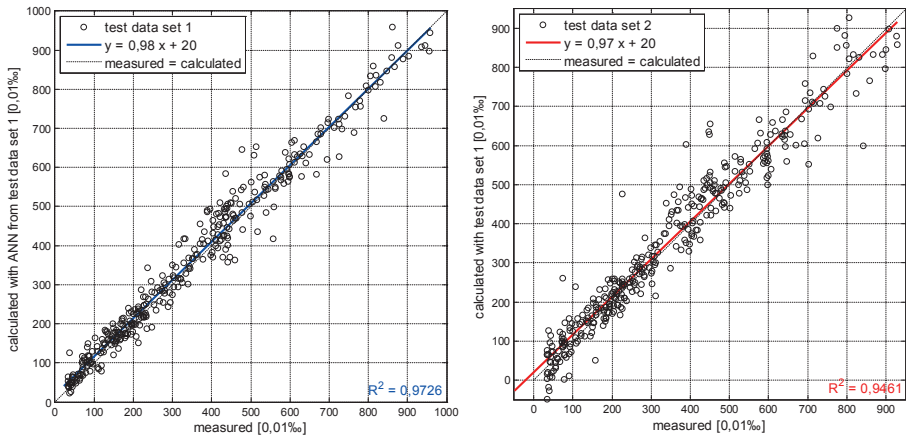 test data set 1
y = 0,98 x + 20
measured = calculated
calculated with ANN from test data set 1 [0,01‰]
1000
900
800
700
600
500
400
300
200
100
0
0 100 200 300 400 500 600 700 800 900 1000
measured [0,01‰]
R² = 0,9726
test data set 2
y = 0,97 x + 20
measured = calculated
calculated with test data set 1 [0,01‰]
900
800
700
600
500
400
300
200
100
0
0 100 200 300 400 500 600 700 800 900
measured [0,01‰]
R² = 0,9461